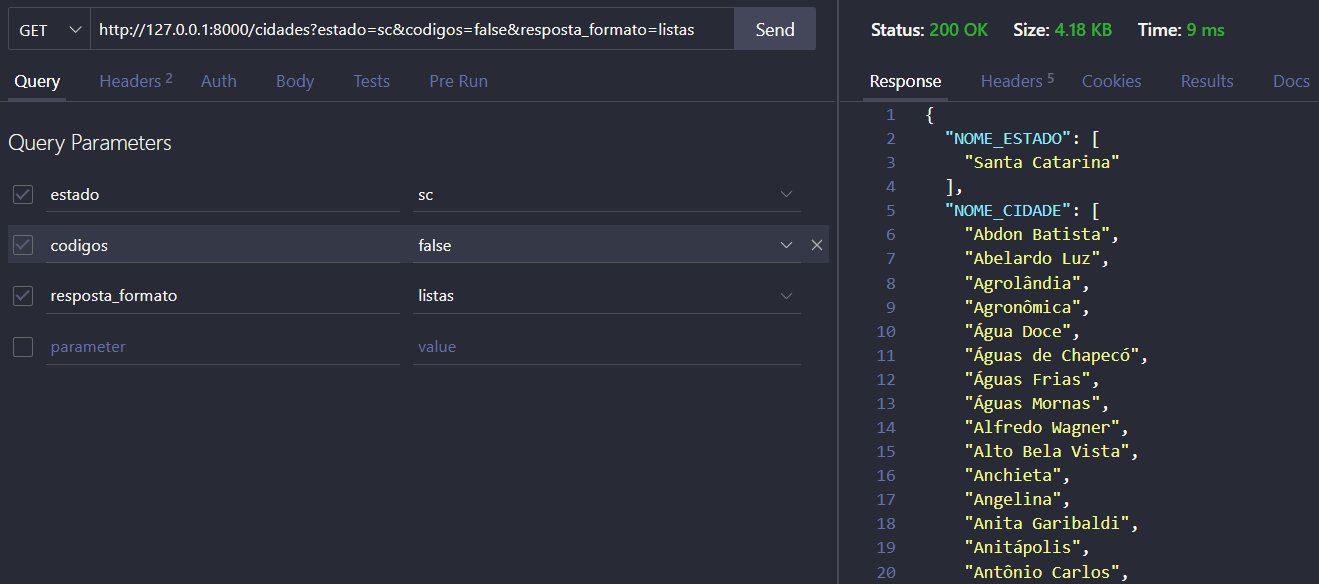 GET http://127.0.0.1:8000/cidades?estado=sc&codigos=false&resposta_formato=listas Send
Query Headers 2 Auth Body Tests Pre Run
Query Parameters
estado sc
codigos false
resposta_formato listas
parameter value
Status: 200 OK Size: 4.18 KB Time: 9 ms
Response Headers 5 Cookies Results Docs
1 {
2 "NOME_ESTADO": [
3 "Santa Catarina"
4 ],
5 "NOME_CIDADE": [
6 "Abdon Batista",
7 "Abelardo Luz",
8 "Agrolândia",
9 "Agronômica",
10 "Água Doce",
11 "Águas de Chapecó",
12 "Águas Frias",
13 "Águas Mornas",
14 "Alfredo Wagner",
15 "Alto Bela Vista",
16 "Anchieta",
17 "Angelina",
18 "Anita Garibaldi",
19 "Anitápolis",
20 "Antônio Carlos",